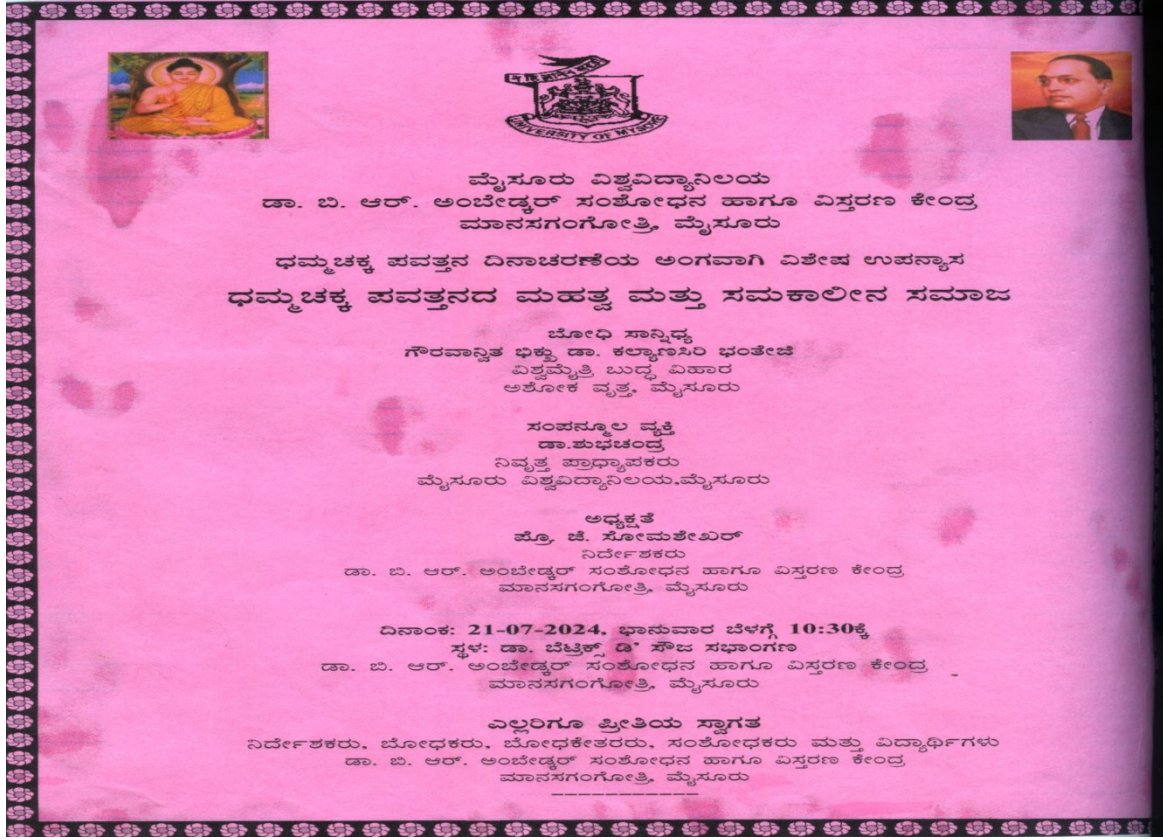 UNIVERSITY OF MYSORE
ಮೈಸೂರು ವಿಶ್ವವಿದ್ಯಾನಿಲಯ
ಡಾ. ಬಿ. ಆರ್. ಅಂಬೇಡ್ಕರ್ ಸಂಶೋಧನ ಹಾಗೂ ವಿಸ್ತರಣ ಕೇಂದ್ರ
ಮಾನಸಗಂಗೋತ್ರಿ, ಮೈಸೂರು
ಧಮ್ಮಚಕ್ಕ ಪವತ್ತನ ದಿನಾಚರಣೆಯ ಅಂಗವಾಗಿ ವಿಶೇಷ ಉಪನ್ಯಾಸ
ಧಮ್ಮಚಕ್ಕ ಪವತ್ತನದ ಮಹತ್ವ ಮತ್ತು ಸಮಕಾಲೀನ ಸಮಾಜ
ಬೋಧಿ ಸಾನ್ನಿಧ್ಯ
ಗೌರವಾನ್ವಿತ ಭಿಕ್ಖು ಡಾ. ಕಲ್ಯಾಣಸಿರಿ ಭಂತೇಜಿ
ವಿಶ್ವಮೈತ್ರಿ ಬುದ್ಧ ವಿಹಾರ
ಅಶೋಕ ವೃತ್ತ, ಮೈಸೂರು
ಸಂಪನ್ಮೂಲ ವ್ಯಕ್ತಿ
ಡಾ.ಶುಭಚಂದ್ರ
ನಿವೃತ್ತ ಪ್ರಾಧ್ಯಾಪಕರು
ಮೈಸೂರು ವಿಶ್ವವಿದ್ಯಾನಿಲಯ,ಮೈಸೂರು
ಅಧ್ಯಕ್ಷತೆ
ಪ್ರೊ. ಜೆ. ಸೋಮಶೇಖರ್
ನಿರ್ದೇಶಕರು
ಡಾ. ಬಿ. ಆರ್. ಅಂಬೇಡ್ಕರ್ ಸಂಶೋಧನ ಹಾಗೂ ವಿಸ್ತರಣ ಕೇಂದ್ರ
ಮಾನಸಗಂಗೋತ್ರಿ, ಮೈಸೂರು
ದಿನಾಂಕ: 21-07-2024, ಭಾನುವಾರ ಬೆಳಗ್ಗೆ 10:30ಕ್ಕೆ
ಸ್ಥಳ: ಡಾ. ಬೆಟ್ರಿಕ್ಸ್ ಡಿ' ಸೌಜ ಸಭಾಂಗಣ
ಡಾ. ಬಿ. ಆರ್. ಅಂಬೇಡ್ಕರ್ ಸಂಶೋಧನ ಹಾಗೂ ವಿಸ್ತರಣ ಕೇಂದ್ರ
ಮಾನಸಗಂಗೋತ್ರಿ, ಮೈಸೂರು
ಎಲ್ಲರಿಗೂ ಪ್ರೀತಿಯ ಸ್ವಾಗತ
ನಿರ್ದೇಶಕರು, ಬೋಧಕರು, ಬೋಧಕೇತರರು, ಸಂಶೋಧಕರು ಮತ್ತು ವಿದ್ಯಾರ್ಥಿಗಳು
ಡಾ. ಬಿ. ಆರ್. ಅಂಬೇಡ್ಕರ್ ಸಂಶೋಧನ ಹಾಗೂ ವಿಸ್ತರಣ ಕೇಂದ್ರ
ಮಾನಸಗಂಗೋತ್ರಿ, ಮೈಸೂರು